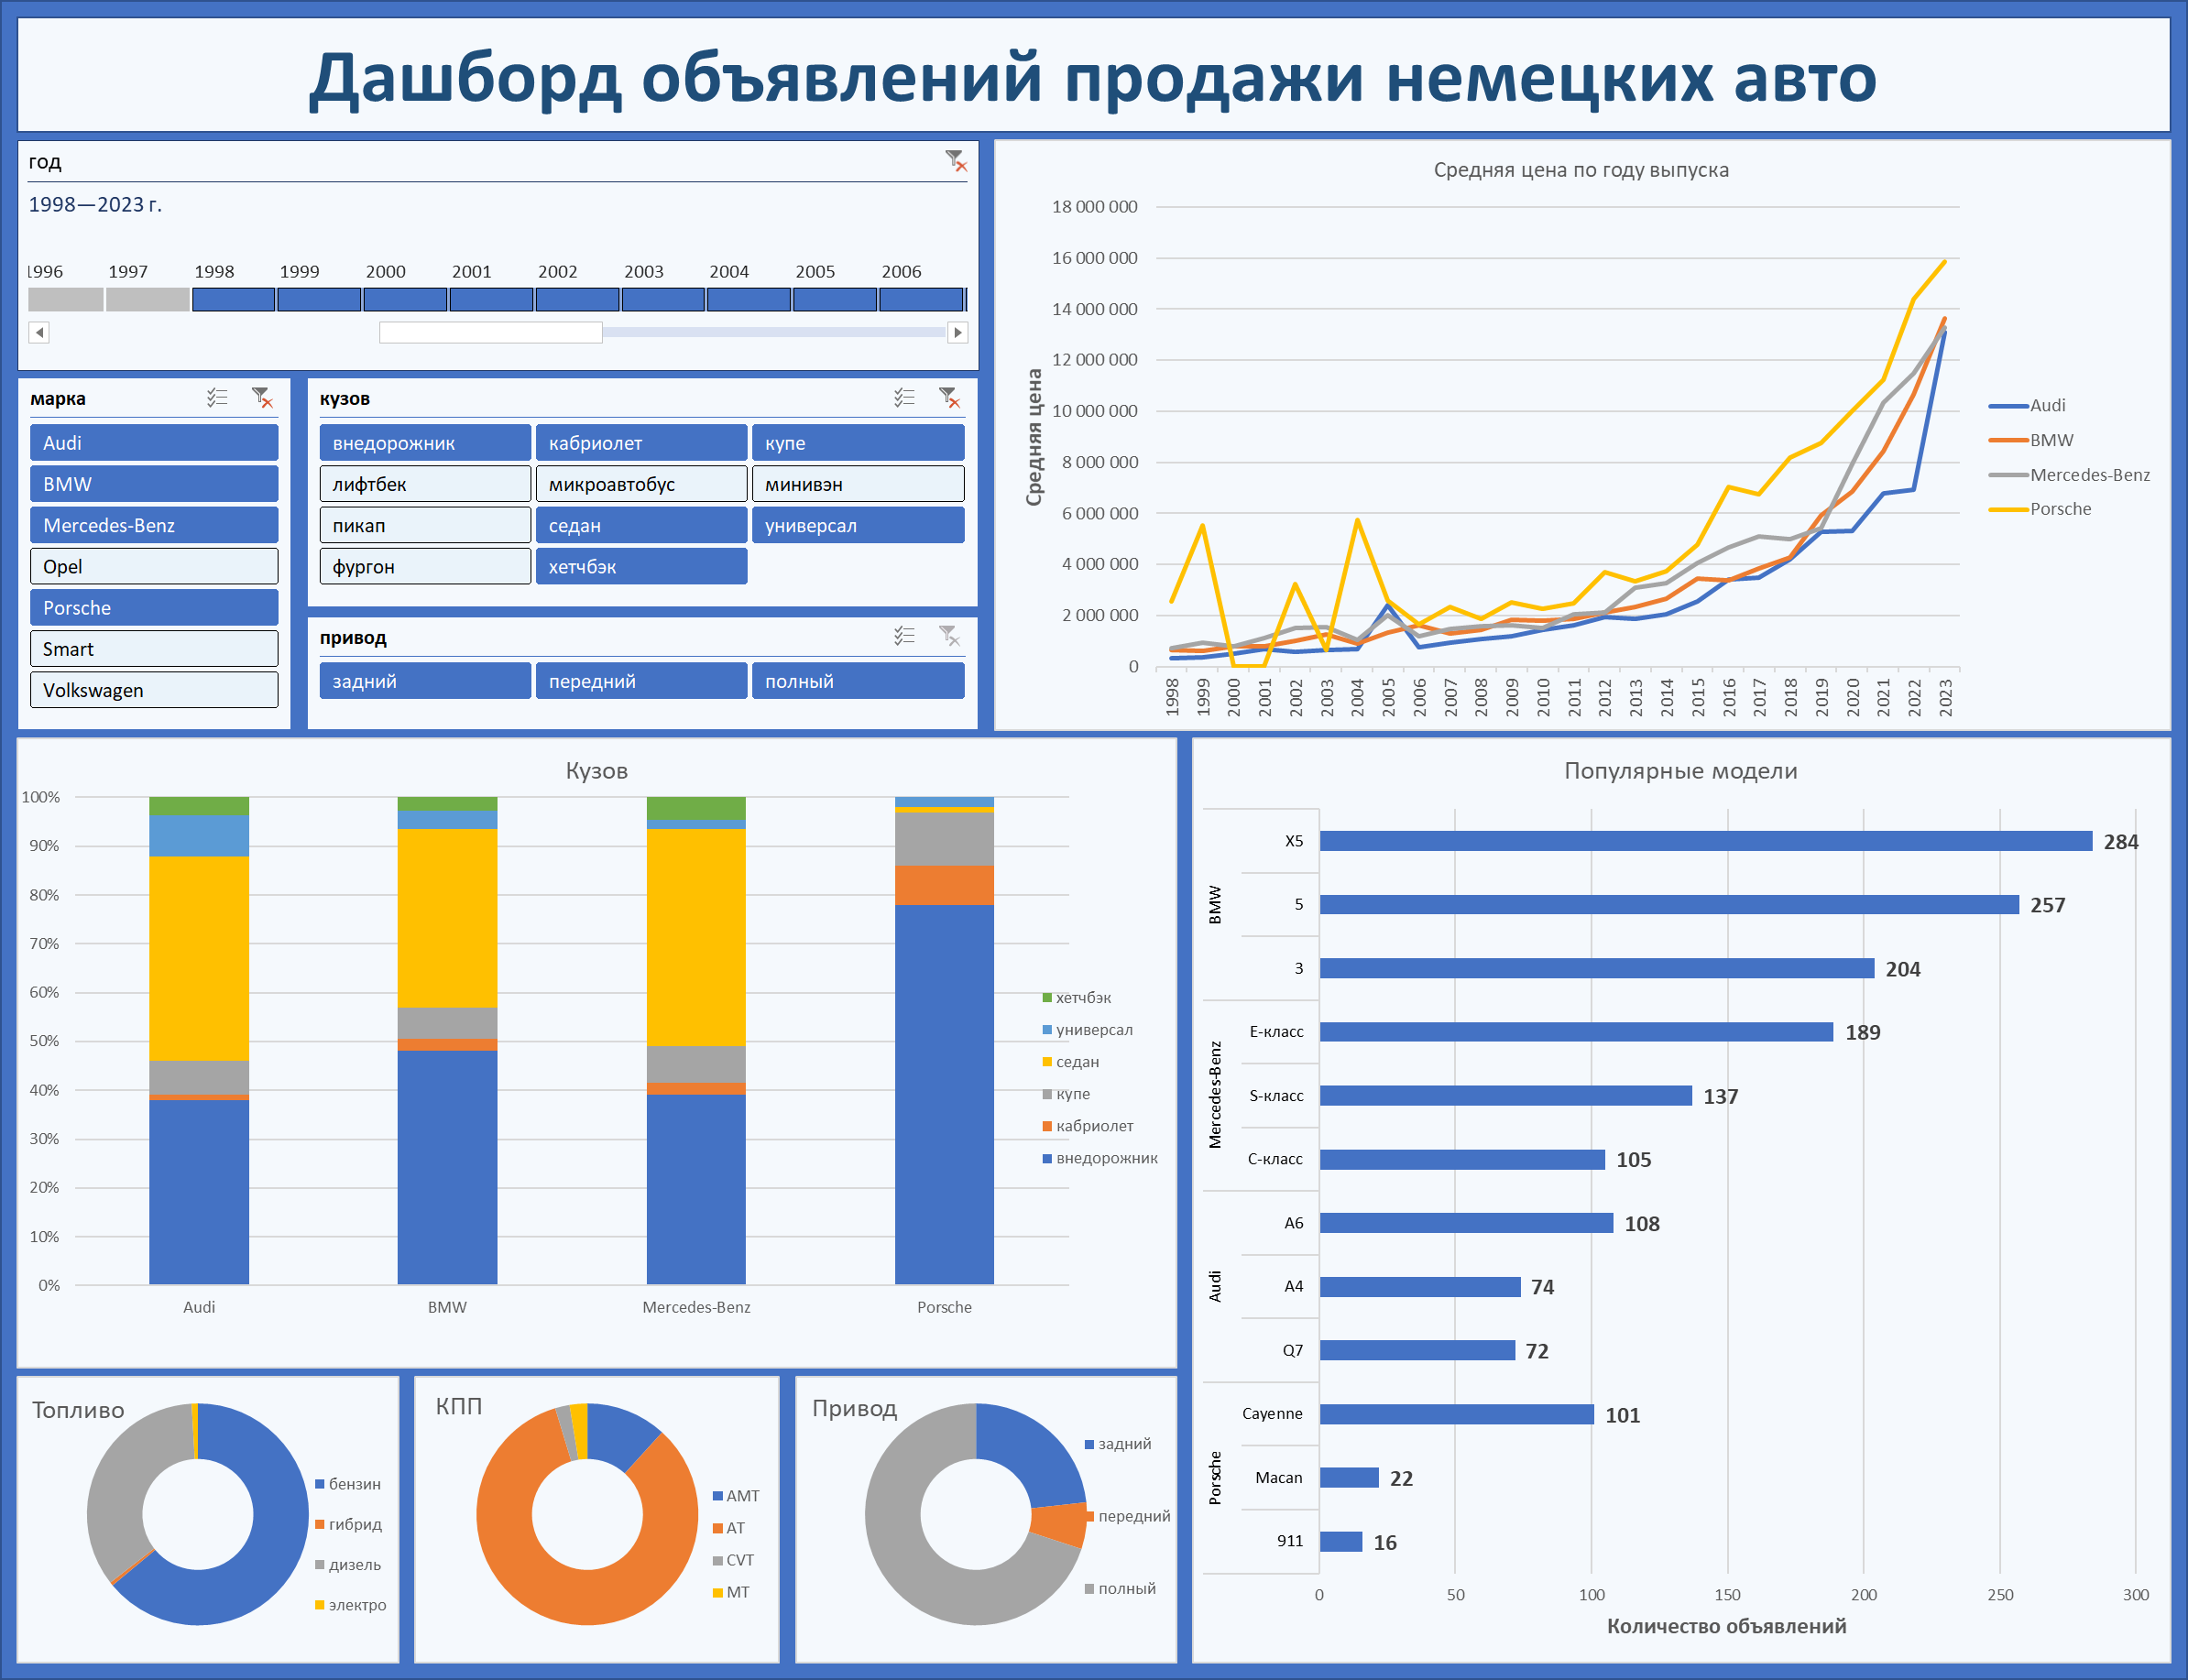 Дашборд объявлений продажи немецких авто
год
1998—2023 г.
1996 1997 1998 1999 2000 2001 2002 2003 2004 2005 2006
марка
Audi
BMW
Mercedes-Benz
Opel
Porsche
Smart
Volkswagen
кузов
внедорожник кабриолет купе
лифтбек микроавтобус минивэн
пикап седан универсал
фургон хетчбэк
привод
задний передний полный
Средняя цена по году выпуска
Средняя цена
18 000 000
16 000 000
14 000 000
12 000 000
10 000 000
8 000 000
6 000 000
4 000 000
2 000 000
0
1998 1999 2000 2001 2002 2003 2004 2005 2006 2007 2008 2009 2010 2011 2012 2013 2014 2015 2016 2017 2018 2019 2020 2021 2022 2023
Audi
BMW
Mercedes-Benz
Porsche
Кузов
100%
90%
80%
70%
60%
50%
40%
30%
20%
10%
0%
Audi BMW Mercedes-Benz Porsche
хетчбэк
универсал
седан
купе
кабриолет
внедорожник
Популярные модели
BMW
X5 284
5 257
3 204
Mercedes-Benz
E-класс 189
S-класс 137
C-класс 105
Audi
A6 108
A4 74
Q7 72
Porsche
Cayenne 101
Macan 22
911 16
0 50 100 150 200 250 300
Количество объявлений
Топливо
бензин
гибрид
дизель
электро
КПП
АМТ
AT
CVT
MT
Привод
задний
передний
полный